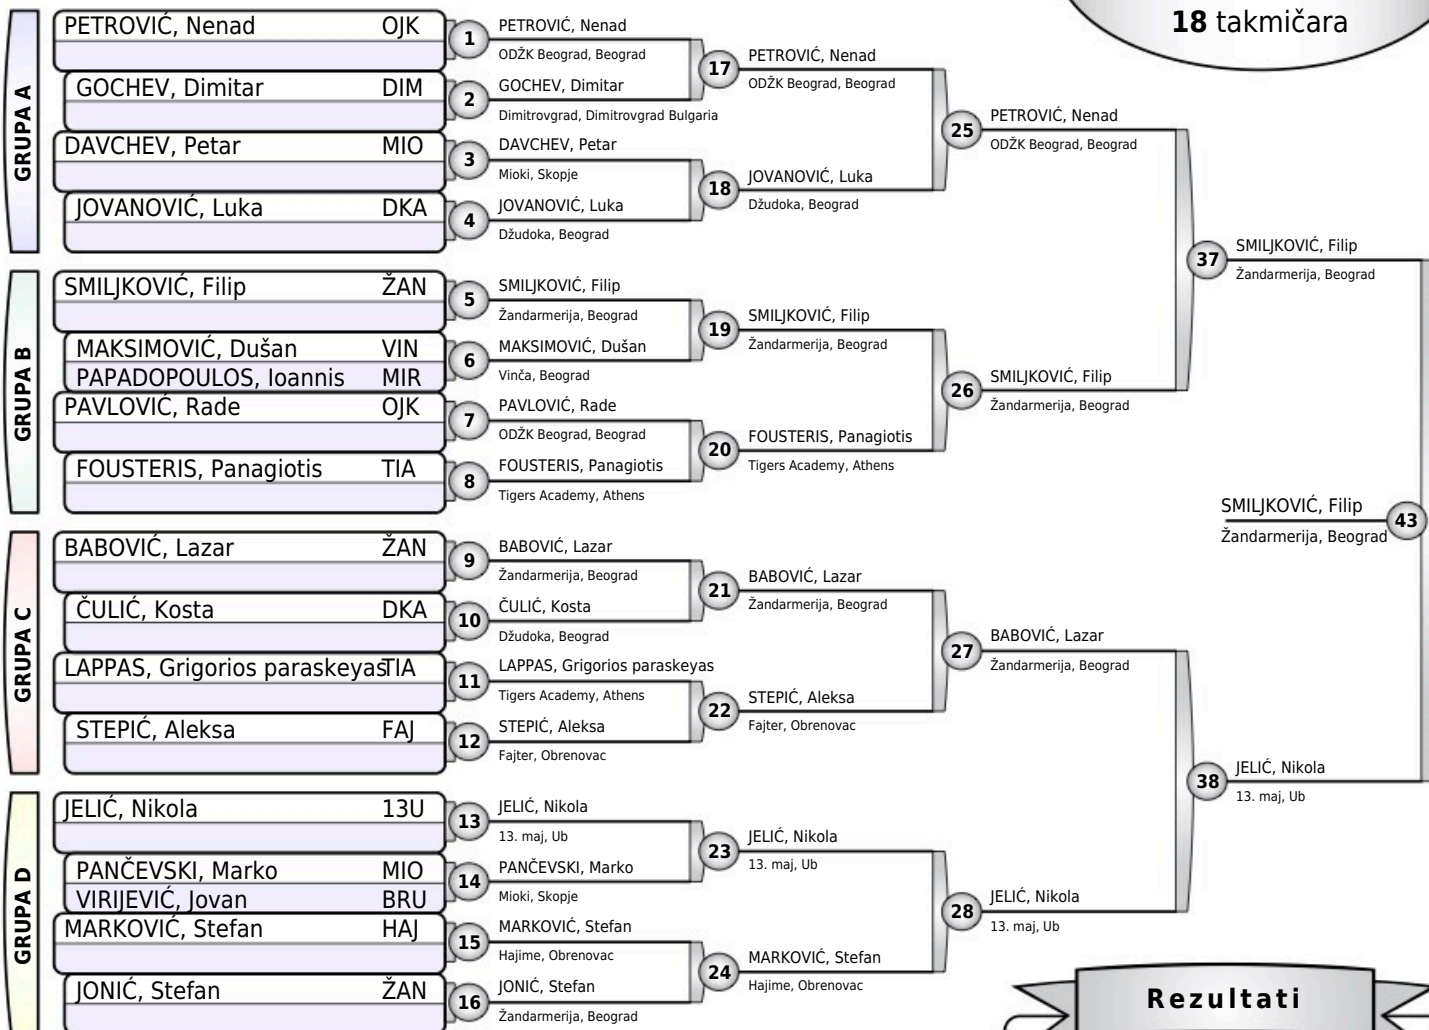 18 takmičara
GRUPA A
PETROVIĆ, Nenad OJK
GOCHEV, Dimitar DIM
DAVCHEV, Petar MIO
JOVANOVIĆ, Luka DKA
GRUPA B
SMILJKOVIĆ, Filip ŽAN
MAKSIMOVIĆ, Dušan VIN
PAPADOPOULOS, Ioannis MIR
PAVLOVIĆ, Rade OJK
FOUSTERIS, Panagiotis TIA
GRUPA C
BABOVIĆ, Lazar ŽAN
ČULIĆ, Kosta DKA
LAPPAS, Grigorios paraskeyas TIA
STEPIĆ, Aleksa FAJ
GRUPA D
JELIĆ, Nikola 13U
PANČEVSKI, Marko MIO
VIRIJEVIĆ, Jovan BRU
MARKOVIĆ, Stefan HAJ
JONIĆ, Stefan ŽAN
1 PETROVIĆ, Nenad
ODŽK Beograd, Beograd
2 GOCHEV, Dimitar
Dimitrovgrad, Dimitrovgrad Bulgaria
3 DAVCHEV, Petar
Mioki, Skopje
4 JOVANOVIĆ, Luka
Džudoka, Beograd
5 SMILJKOVIĆ, Filip
Žandarmerija, Beograd
6 MAKSIMOVIĆ, Dušan
Vinča, Beograd
7 PAVLOVIĆ, Rade
ODŽK Beograd, Beograd
8 FOUSTERIS, Panagiotis
Tigers Academy, Athens
9 BABOVIĆ, Lazar
Žandarmerija, Beograd
10 ČULIĆ, Kosta
Džudoka, Beograd
11 LAPPAS, Grigorios paraskeyas
Tigers Academy, Athens
12 STEPIĆ, Aleksa
Fajter, Obrenovac
13 JELIĆ, Nikola
13. maj, Ub
14 PANČEVSKI, Marko
Mioki, Skopje
15 MARKOVIĆ, Stefan
Hajime, Obrenovac
16 JONIĆ, Stefan
Žandarmerija, Beograd
17 PETROVIĆ, Nenad
ODŽK Beograd, Beograd
18 JOVANOVIĆ, Luka
Džudoka, Beograd
19 SMILJKOVIĆ, Filip
Žandarmerija, Beograd
20 FOUSTERIS, Panagiotis
Tigers Academy, Athens
21 BABOVIĆ, Lazar
Žandarmerija, Beograd
22 STEPIĆ, Aleksa
Fajter, Obrenovac
23 JELIĆ, Nikola
13. maj, Ub
24 MARKOVIĆ, Stefan
Hajime, Obrenovac
25 PETROVIĆ, Nenad
ODŽK Beograd, Beograd
26 SMILJKOVIĆ, Filip
Žandarmerija, Beograd
27 BABOVIĆ, Lazar
Žandarmerija, Beograd
28 JELIĆ, Nikola
13. maj, Ub
37 SMILJKOVIĆ, Filip
Žandarmerija, Beograd
38 JELIĆ, Nikola
13. maj, Ub
SMILJKOVIĆ, Filip
Žandarmerija, Beograd 43
Rezultati